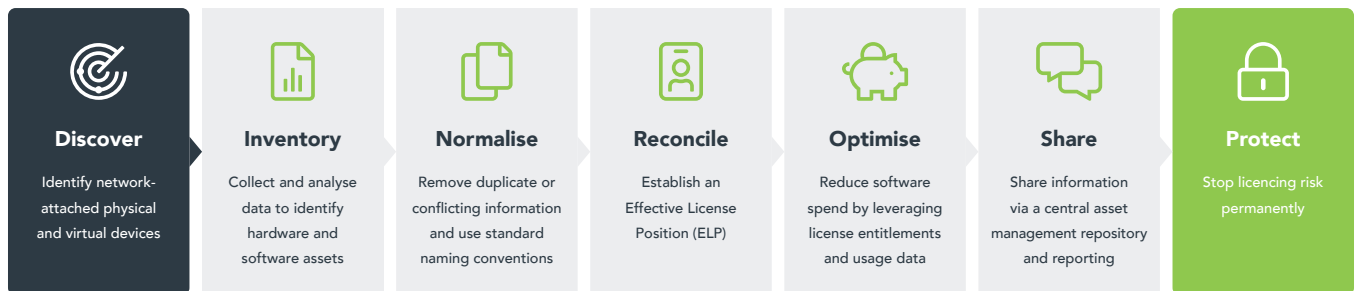 Discover
Identify network-
attached physical
and virtual devices
Inventory
Collect and analyse
data to identify
hardware and
software assets
Normalise
Remove duplicate or
conflicting information
and use standard
naming conventions
Reconcile
Establish an
Effective License
Position (ELP)
Optimise
Reduce software
spend by leveraging
license entitlements
and usage data
Share
Share information
via a central asset
management repository
and reporting
Protect
Stop licencing risk
permanently